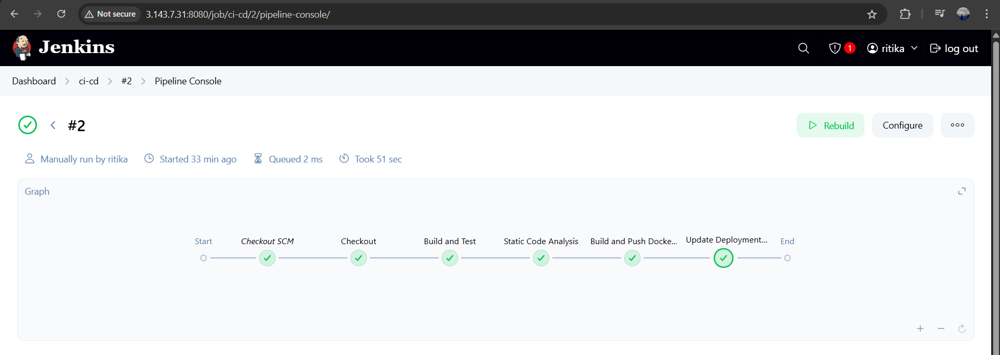 Not secure 3.143.7.31:8080/job/ci-cd/2/pipeline-console/
Jenkins 1 ritika log out
Dashboard ci-cd #2 Pipeline Console
#2 Rebuild Configure
Manually run by ritika Started 33 min ago Queued 2 ms Took 51 sec
Graph
Start Checkout SCM Checkout Build and Test Static Code Analysis Build and Push Docke... Update Deployment... End